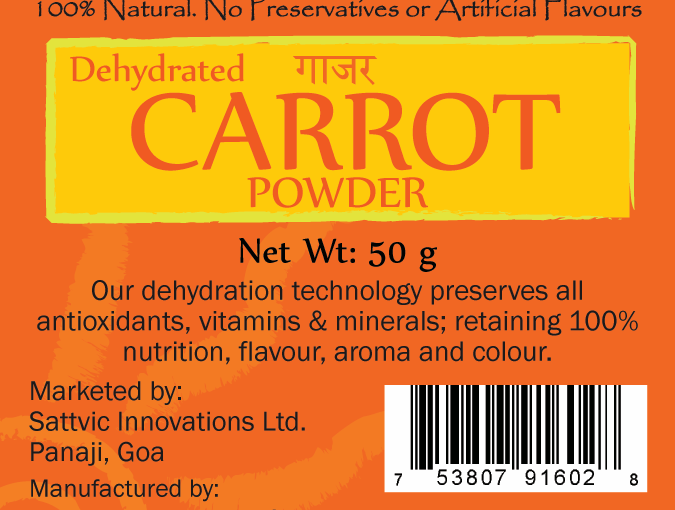 100% Natural. No Preservatives or Artificial Flavours
Dehydrated गाजर
CARROT
POWDER
Net Wt: 50 g
Our dehydration technology preserves all
antioxidants, vitamins & minerals; retaining 100%
nutrition, flavour, aroma and colour.
Marketed by:
Sattvic Innovations Ltd.
Panaji, Goa
Manufactured by:
7 53807 91602 8